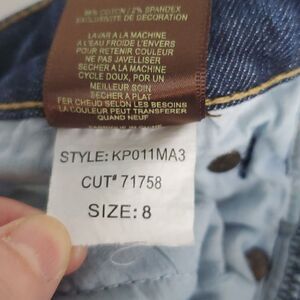 98% COTON / 2% SPANDEX
EXCLUSIVITÉ DE DÉCORATION
LAVAR A LA MACHINE
A L'EAU FROIDE L'ENVERS
POUR RETENIR COULEUR
NE PAS JAVELLISER
SECHER A LA MACHINE
CYCLE DOUX, POR UN
MEILLEUR SOIN
SECHER A PLAT
FER CHEUD SELON LES BESOINS
LA COULEUR PEUT TRANSFERER
QUAND NEUF
STYLE: KP011MA3
CUT# 71758
SIZE: 8